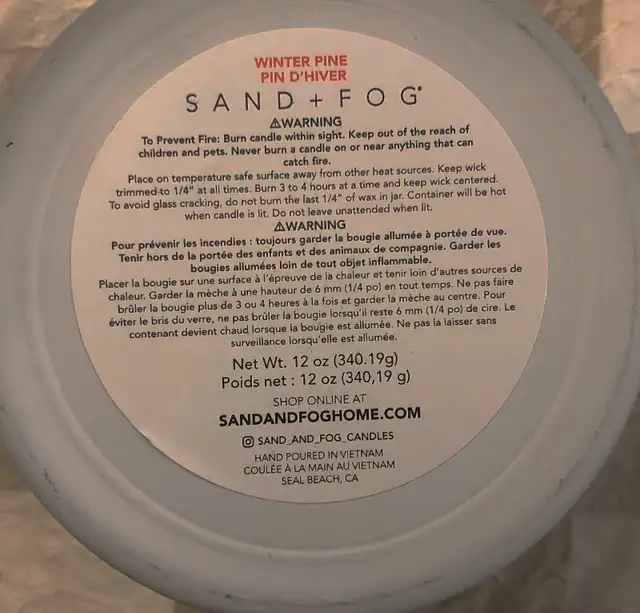 WINTER PINE
PIN D'HIVER
SAND + FOG®
⚠WARNING
To Prevent Fire: Burn candle within sight. Keep out of the reach of
children and pets. Never burn a candle on or near anything that can
catch fire.
Place on temperature safe surface away from other heat sources. Keep wick
trimmed to 1/4" at all times. Burn 3 to 4 hours at a time and keep wick centered.
To avoid glass cracking, do not burn the last 1/4" of wax in jar. Container will be hot
when candle is lit. Do not leave unattended when lit.
⚠WARNING
Pour prévenir les incendies : toujours garder la bougie allumée à portée de vue.
Tenir hors de la portée des enfants et des animaux de compagnie. Garder les
bougies allumées loin de tout objet inflammable.
Placer la bougie sur une surface à l'épreuve de la chaleur et tenir loin d'autres sources de
chaleur. Garder la mèche à une hauteur de 6 mm (1/4 po) en tout temps. Ne pas faire
brûler la bougie plus de 3 ou 4 heures à la fois et garder la mèche au centre. Pour
éviter le bris du verre, ne pas brûler la bougie lorsqu'il reste 6 mm (1/4 po) de cire. Le
contenant devient chaud lorsque la bougie est allumée. Ne pas la laisser sans
surveillance lorsqu'elle est allumée.
Net Wt. 12 oz (340.19g)
Poids net : 12 oz (340,19 g)
SHOP ONLINE AT
SANDANDFOGHOME.COM
SAND_AND_FOG_CANDLES
HAND POURED IN VIETNAM
COULÉE À LA MAIN AU VIETNAM
SEAL BEACH, CA